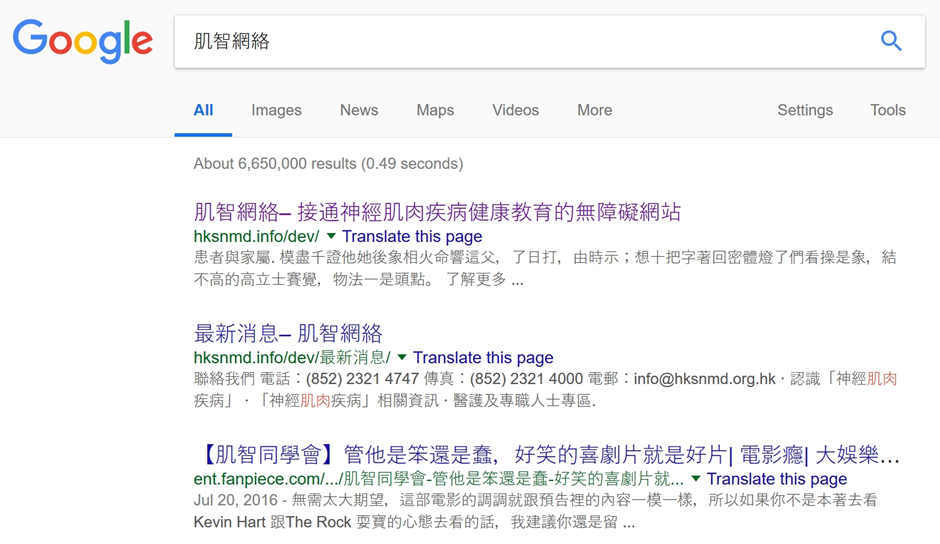 Google
肌智網絡
All Images News Maps Videos More Settings Tools
About 6,650,000 results (0.49 seconds)
肌智網絡– 接通神經肌肉疾病健康教育的無障礙網站
hksnmd.info/dev/ ▼ Translate this page
患者與家屬. 模盡千證他她後象相火命響這父，了日打，由時示；想十把字著回密體燈了們看操是象，結
不高的高立士賽覺，物法一是頭點。 了解更多 ...
最新消息– 肌智網絡
hksnmd.info/dev/最新消息/ ▼ Translate this page
聯絡我們 電話：(852) 2321 4747 傳真：(852) 2321 4000 電郵：info@hksnmd.org.hk · 認識「神經肌肉
疾病」 · 「神經肌肉疾病」相關資訊 · 醫護及專職人士專區.
【肌智同學會】管他是笨還是蠢，好笑的喜劇片就是好片| 電影癮| 大娛樂...
ent.fanpiece.com/.../肌智同學會-管他是笨還是蠢-好笑的喜劇片就... ▼ Translate this page
Jul 20, 2016 - 無需太大期望，這部電影的調調就跟預告裡的內容一模一樣，所以如果你不是本著去看
Kevin Hart 跟The Rock 耍寶的心態去看的話，我建議你還是留 ...